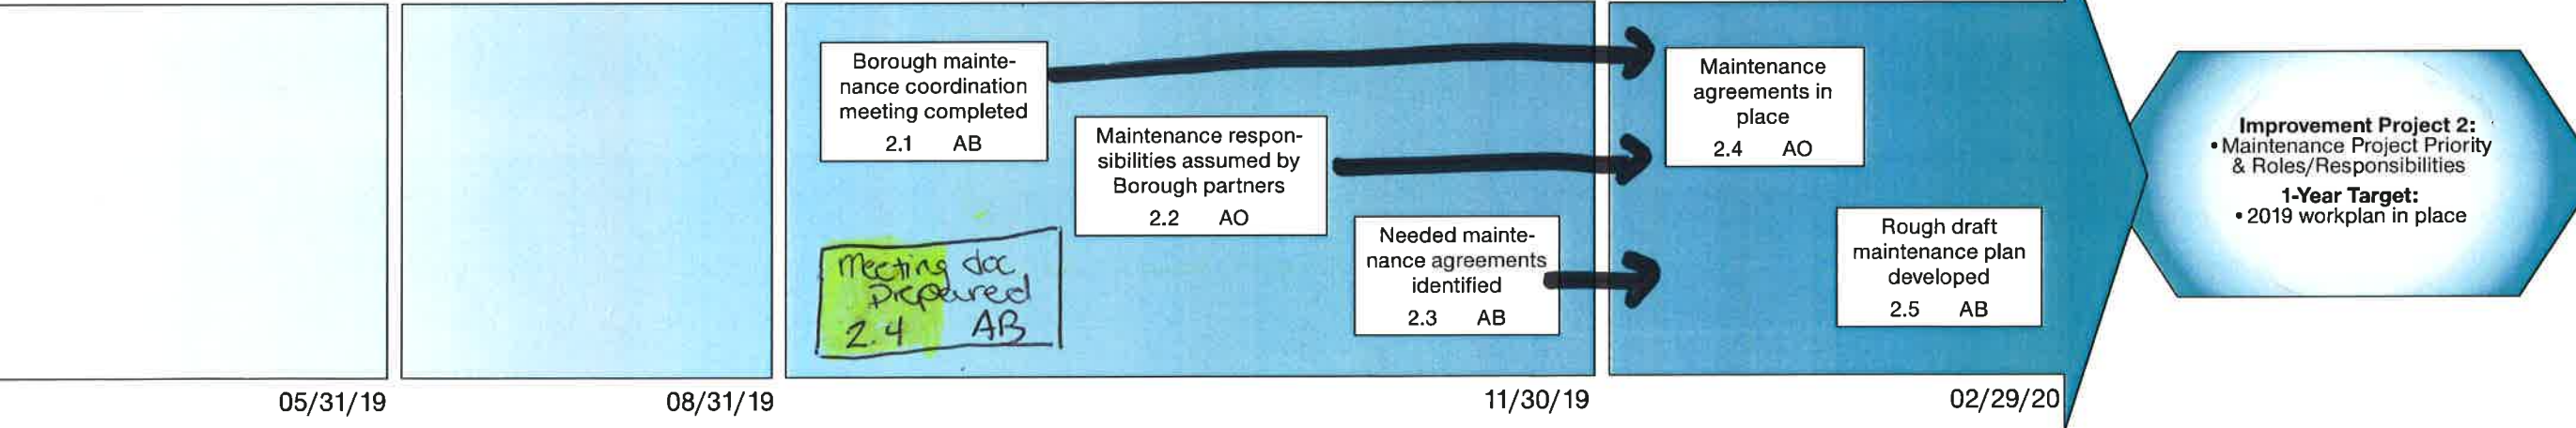 Borough mainte-
nance coordination
meeting completed
2.1 AB
Maintenance respon-
sibilities assumed by
Borough partners
2.2 AO
Meeting doc
prepared
2.4 AB
Needed mainte-
nance agreements
identified
2.3 AB
Maintenance
agreements in
place
2.4 AO
Rough draft
maintenance plan
developed
2.5 AB
Improvement Project 2:
• Maintenance Project Priority
& Roles/Responsibilities
1-Year Target:
• 2019 workplan in place
05/31/19
08/31/19
11/30/19
02/29/20